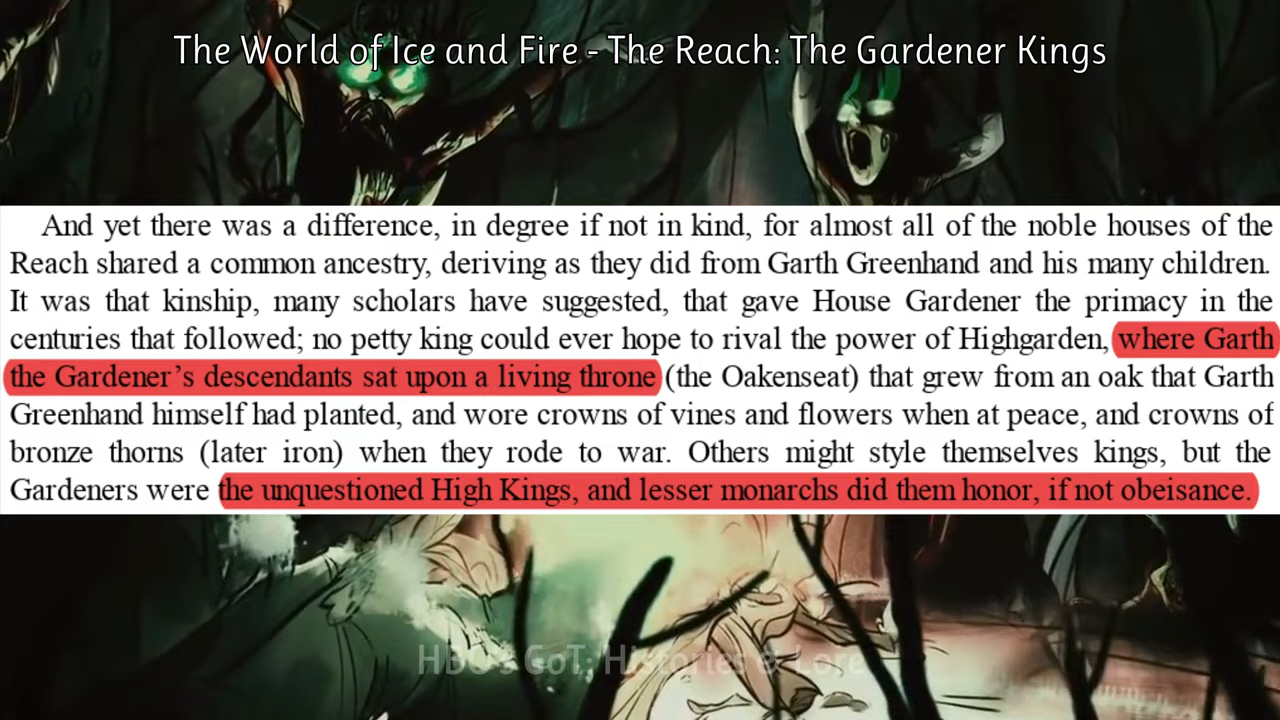 The World of Ice and Fire - The Reach: The Gardener Kings
And yet there was a difference, in degree if not in kind, for almost all of the noble houses of the
Reach shared a common ancestry, deriving as they did from Garth Greenhand and his many children.
It was that kinship, many scholars have suggested, that gave House Gardener the primacy in the
centuries that followed; no petty king could ever hope to rival the power of Highgarden, where Garth
the Gardener’s descendants sat upon a living throne (the Oakenseat) that grew from an oak that Garth
Greenhand himself had planted, and wore crowns of vines and flowers when at peace, and crowns of
bronze thorns (later iron) when they rode to war. Others might style themselves kings, but the
Gardeners were the unquestioned High Kings, and lesser monarchs did them honor, if not obeisance.
HBO's GoT: Histories & Lore